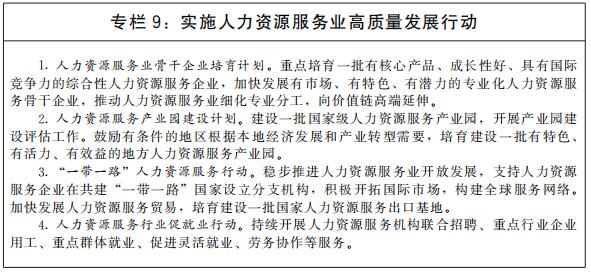 专栏 9：实施人力资源服务业高质量发展行动
1. 人力资源服务业骨干企业培育计划。重点培育一批有核心产品、成长性好、具有国际
竞争力的综合性人力资源服务企业，加快发展有市场、有特色、有潜力的专业化人力资源服
务骨干企业，推动人力资源服务业细化专业分工，向价值链高端延伸。
2. 人力资源服务产业园建设计划。建设一批国家级人力资源服务产业园，开展产业园建
设评估工作。鼓励有条件的地区根据本地经济发展和产业转型需要，培育建设一批有特色、
有活力、有效益的地方人力资源服务产业园。
3. “一带一路”人力资源服务行动。稳步推进人力资源服务业开放发展，支持人力资源
服务企业在共建“一带一路”国家设立分支机构，积极开拓国际市场，构建全球服务网络。
加快发展人力资源服务贸易，培育建设一批国家人力资源服务出口基地。
4. 人力资源服务行业促就业行动。持续开展人力资源服务机构联合招聘、重点行业企业
用工、重点群体就业、促进灵活就业、劳务协作等服务。